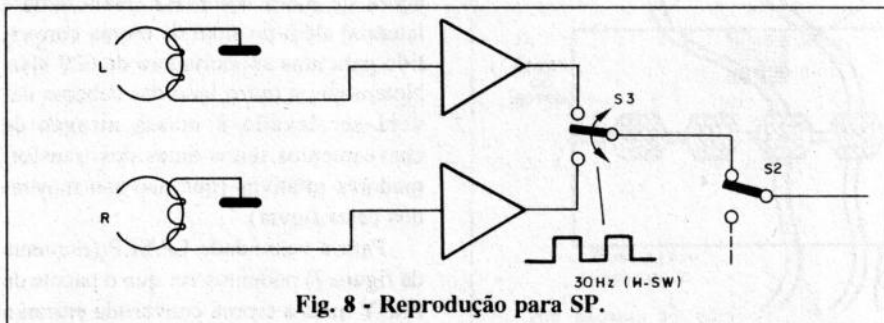 L
S3
S2
R
30Hz (H-SW)
Fig. 8 - Reprodução para SP.